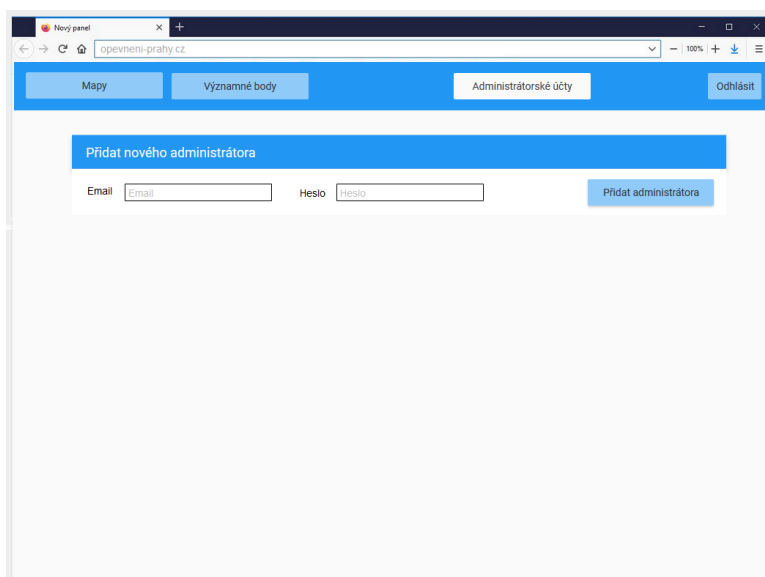 Nový panel
opevneni-prahy.cz
100%
Mapy
Významné body
Administrátorské účty
Odhlásit
Přidat nového administrátora
Email
Email
Heslo
Heslo
Přidat administrátora